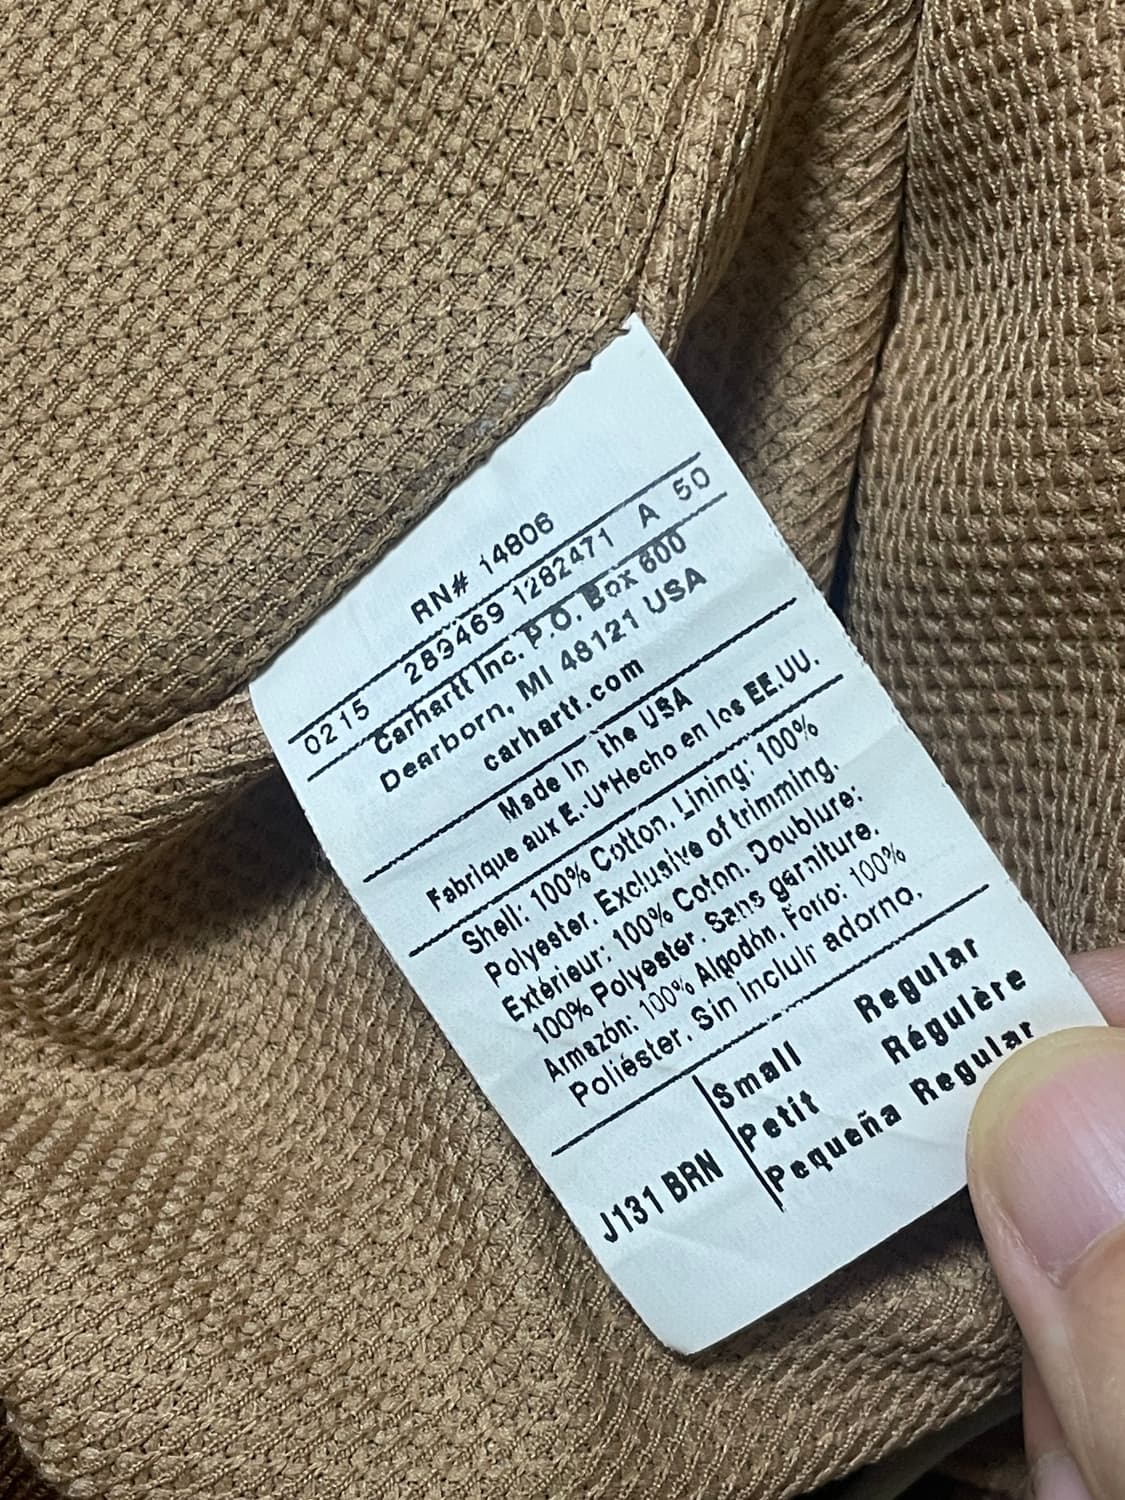 RN# 14806
0215 289469 1282471 A 50
Carhartt Inc. P.O. Box 600
Dearborn, MI 48121 USA
carhartt.com
Made In the USA
Fabrique aux E.-U*Hecho en los EE.UU.
Shell: 100% Cotton. Lining: 100%
Polyester. Exclusive of trimming.
Extérieur: 100% Coton. Doublure:
100% Polyester. Sans garniture.
Armazón: 100% Algodón. Forro: 100%
Poliéster. Sin incluir adorno.
J131 BRN
Small Regular
Petit Régulère
Pequeña Regular